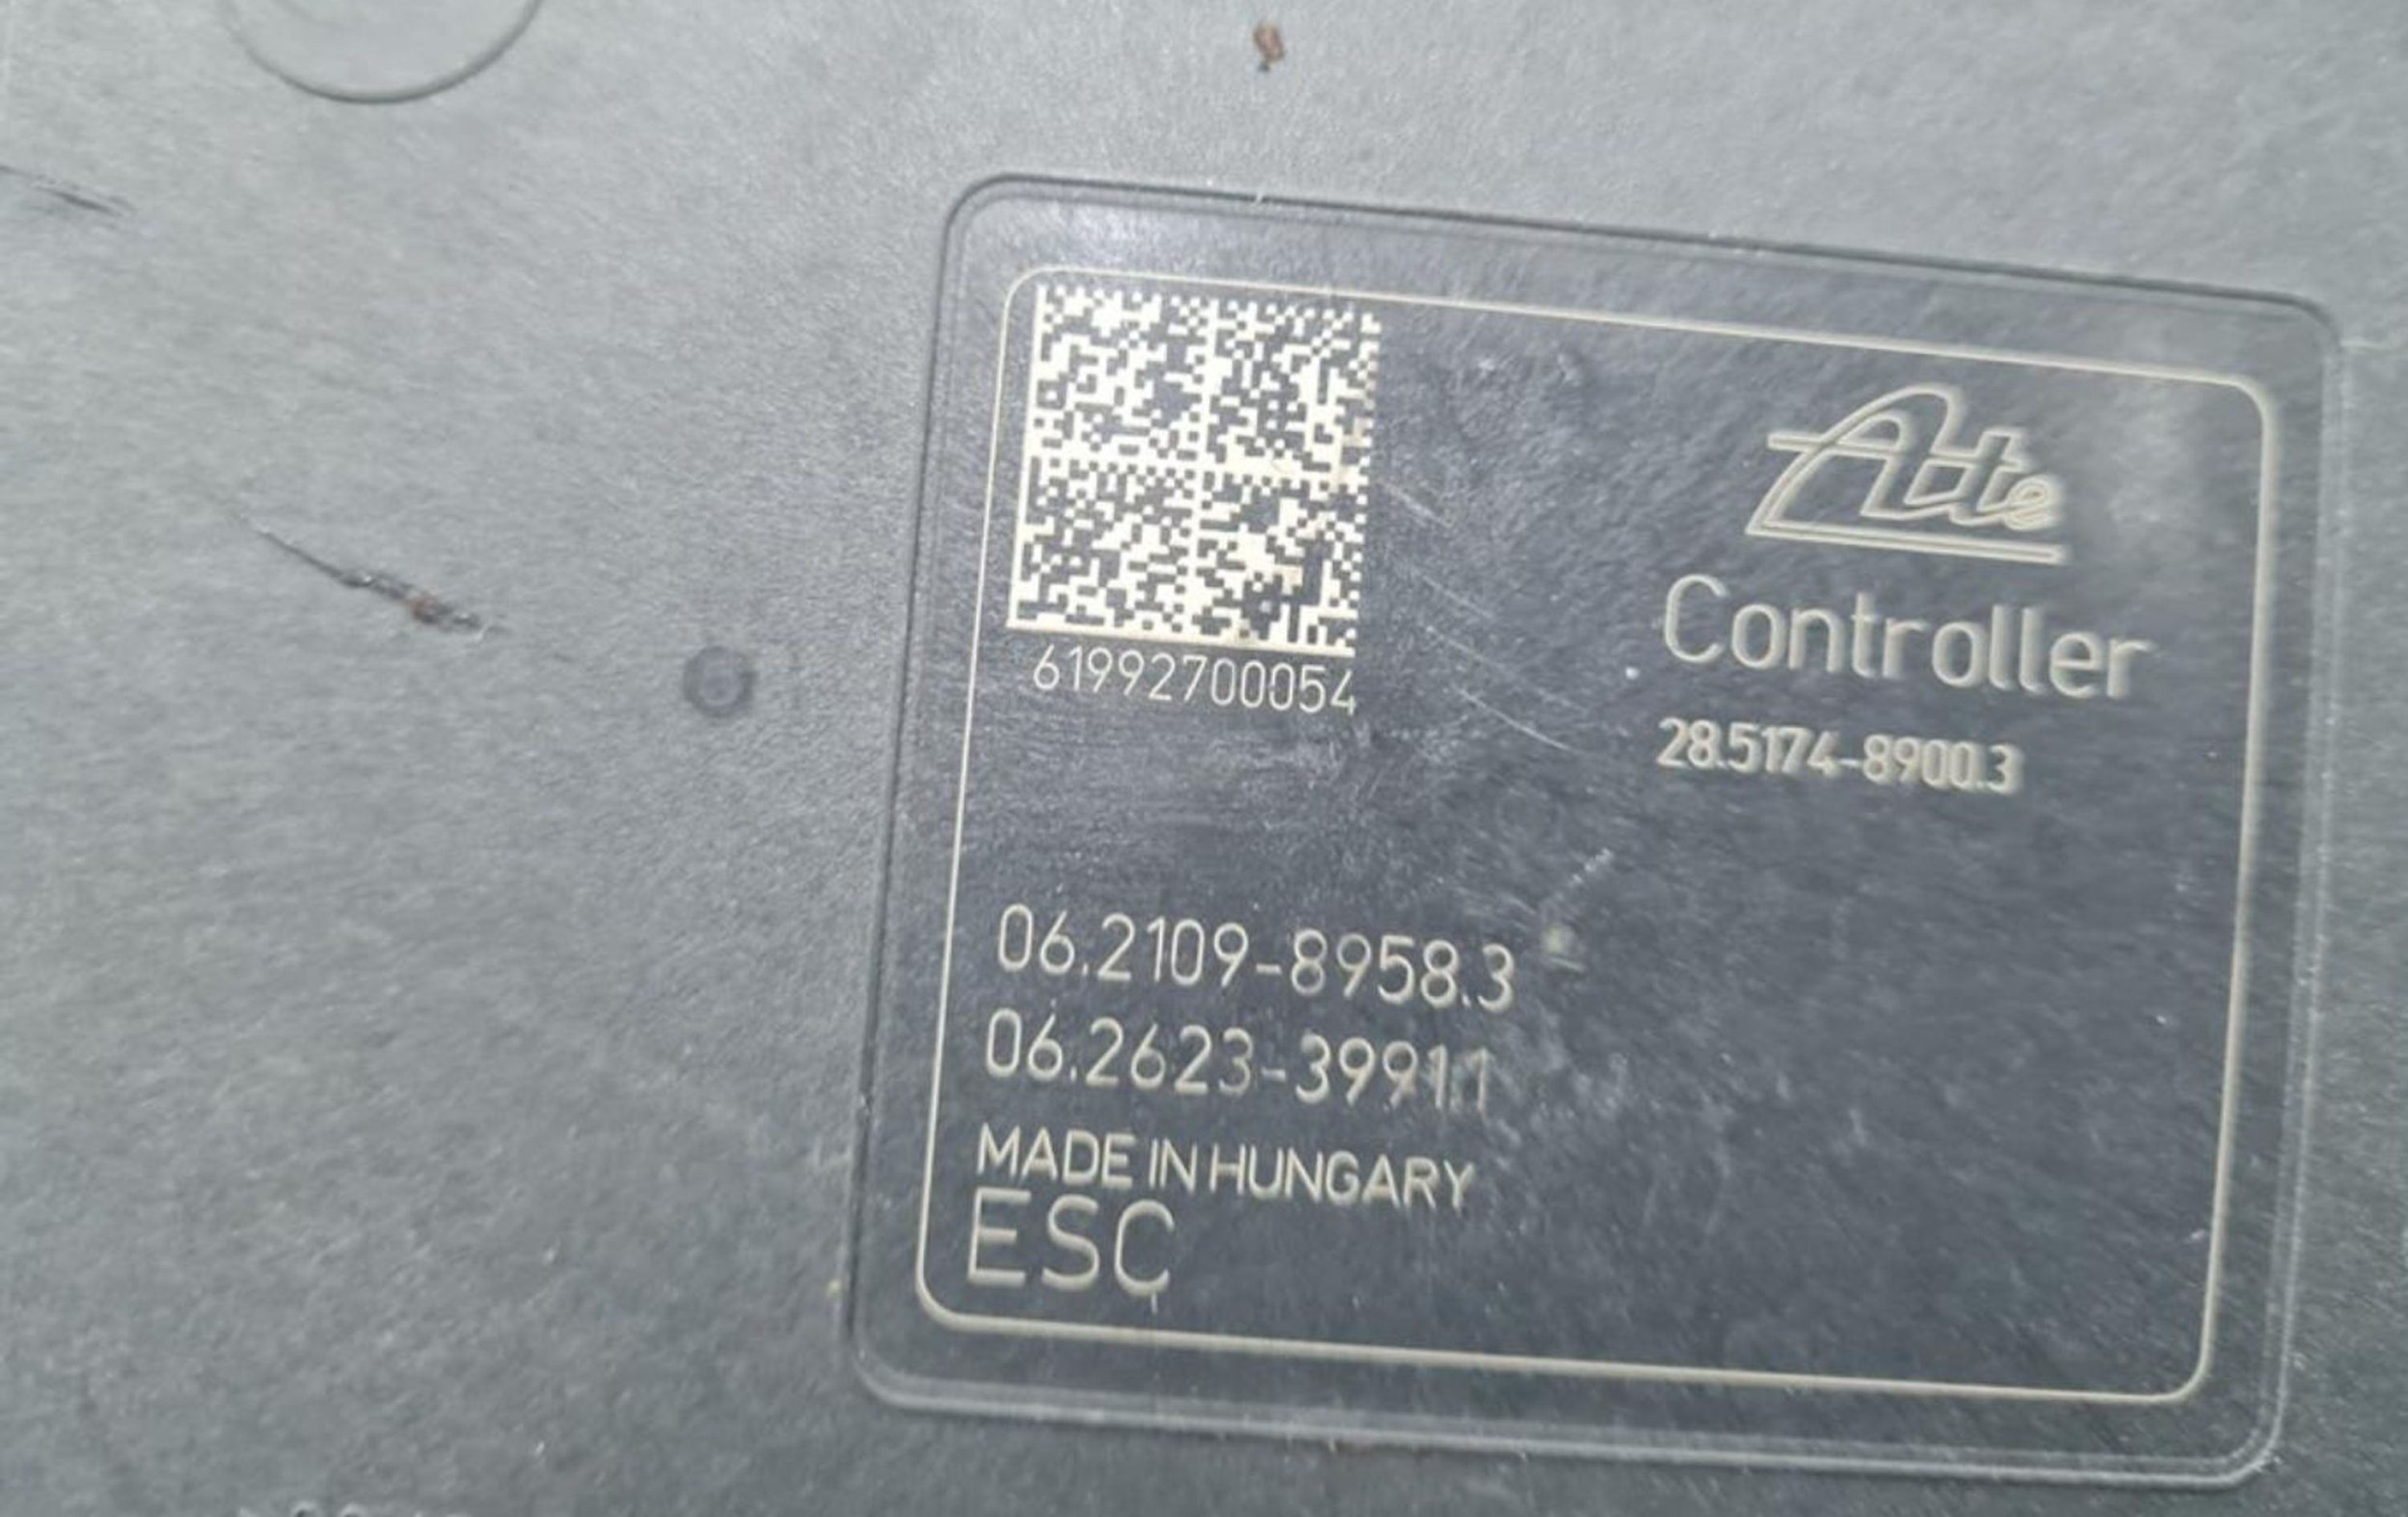 Ate
Controller
28.5174-8900.3
61992700054
06.2109-8958.3
06.2623-3991.1
MADE IN HUNGARY
ESC